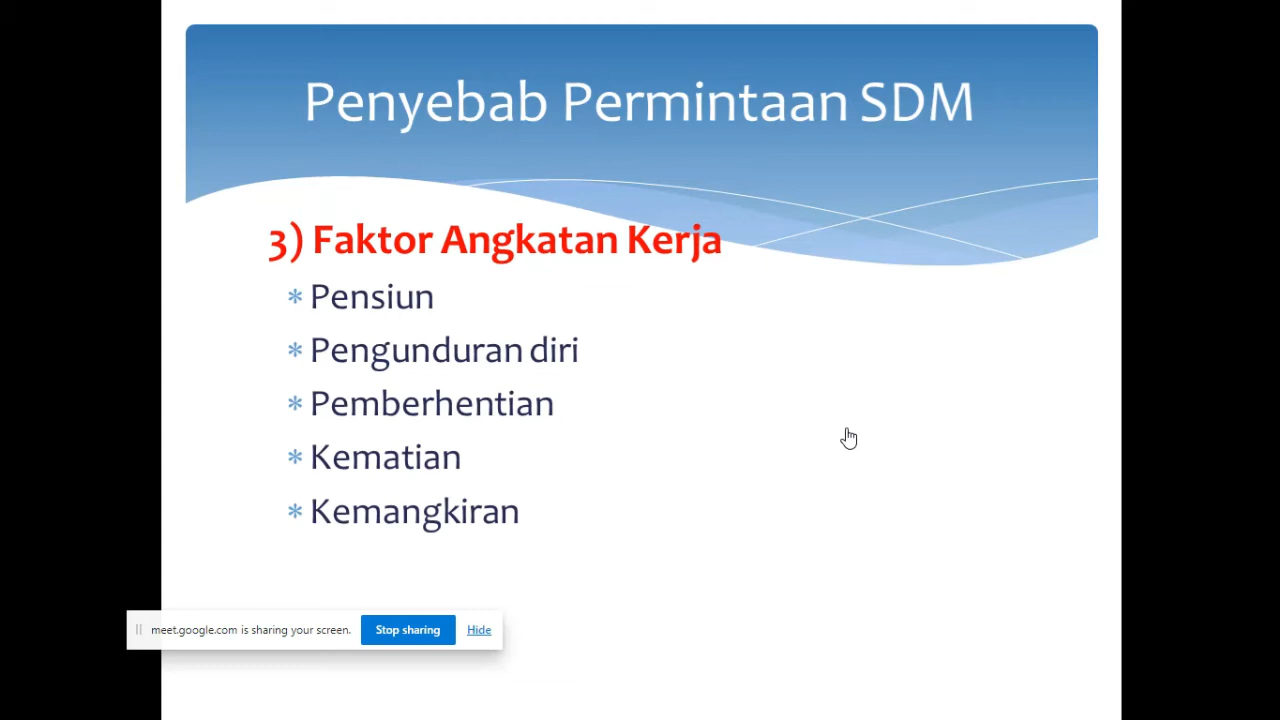 Penyebab Permintaan SDM
3) Faktor Angkatan Kerja
* Pensiun
* Pengunduran diri
* Pemberhentian
* Kematian
* Kemangkiran
meet.google.com is sharing your screen. Stop sharing Hide